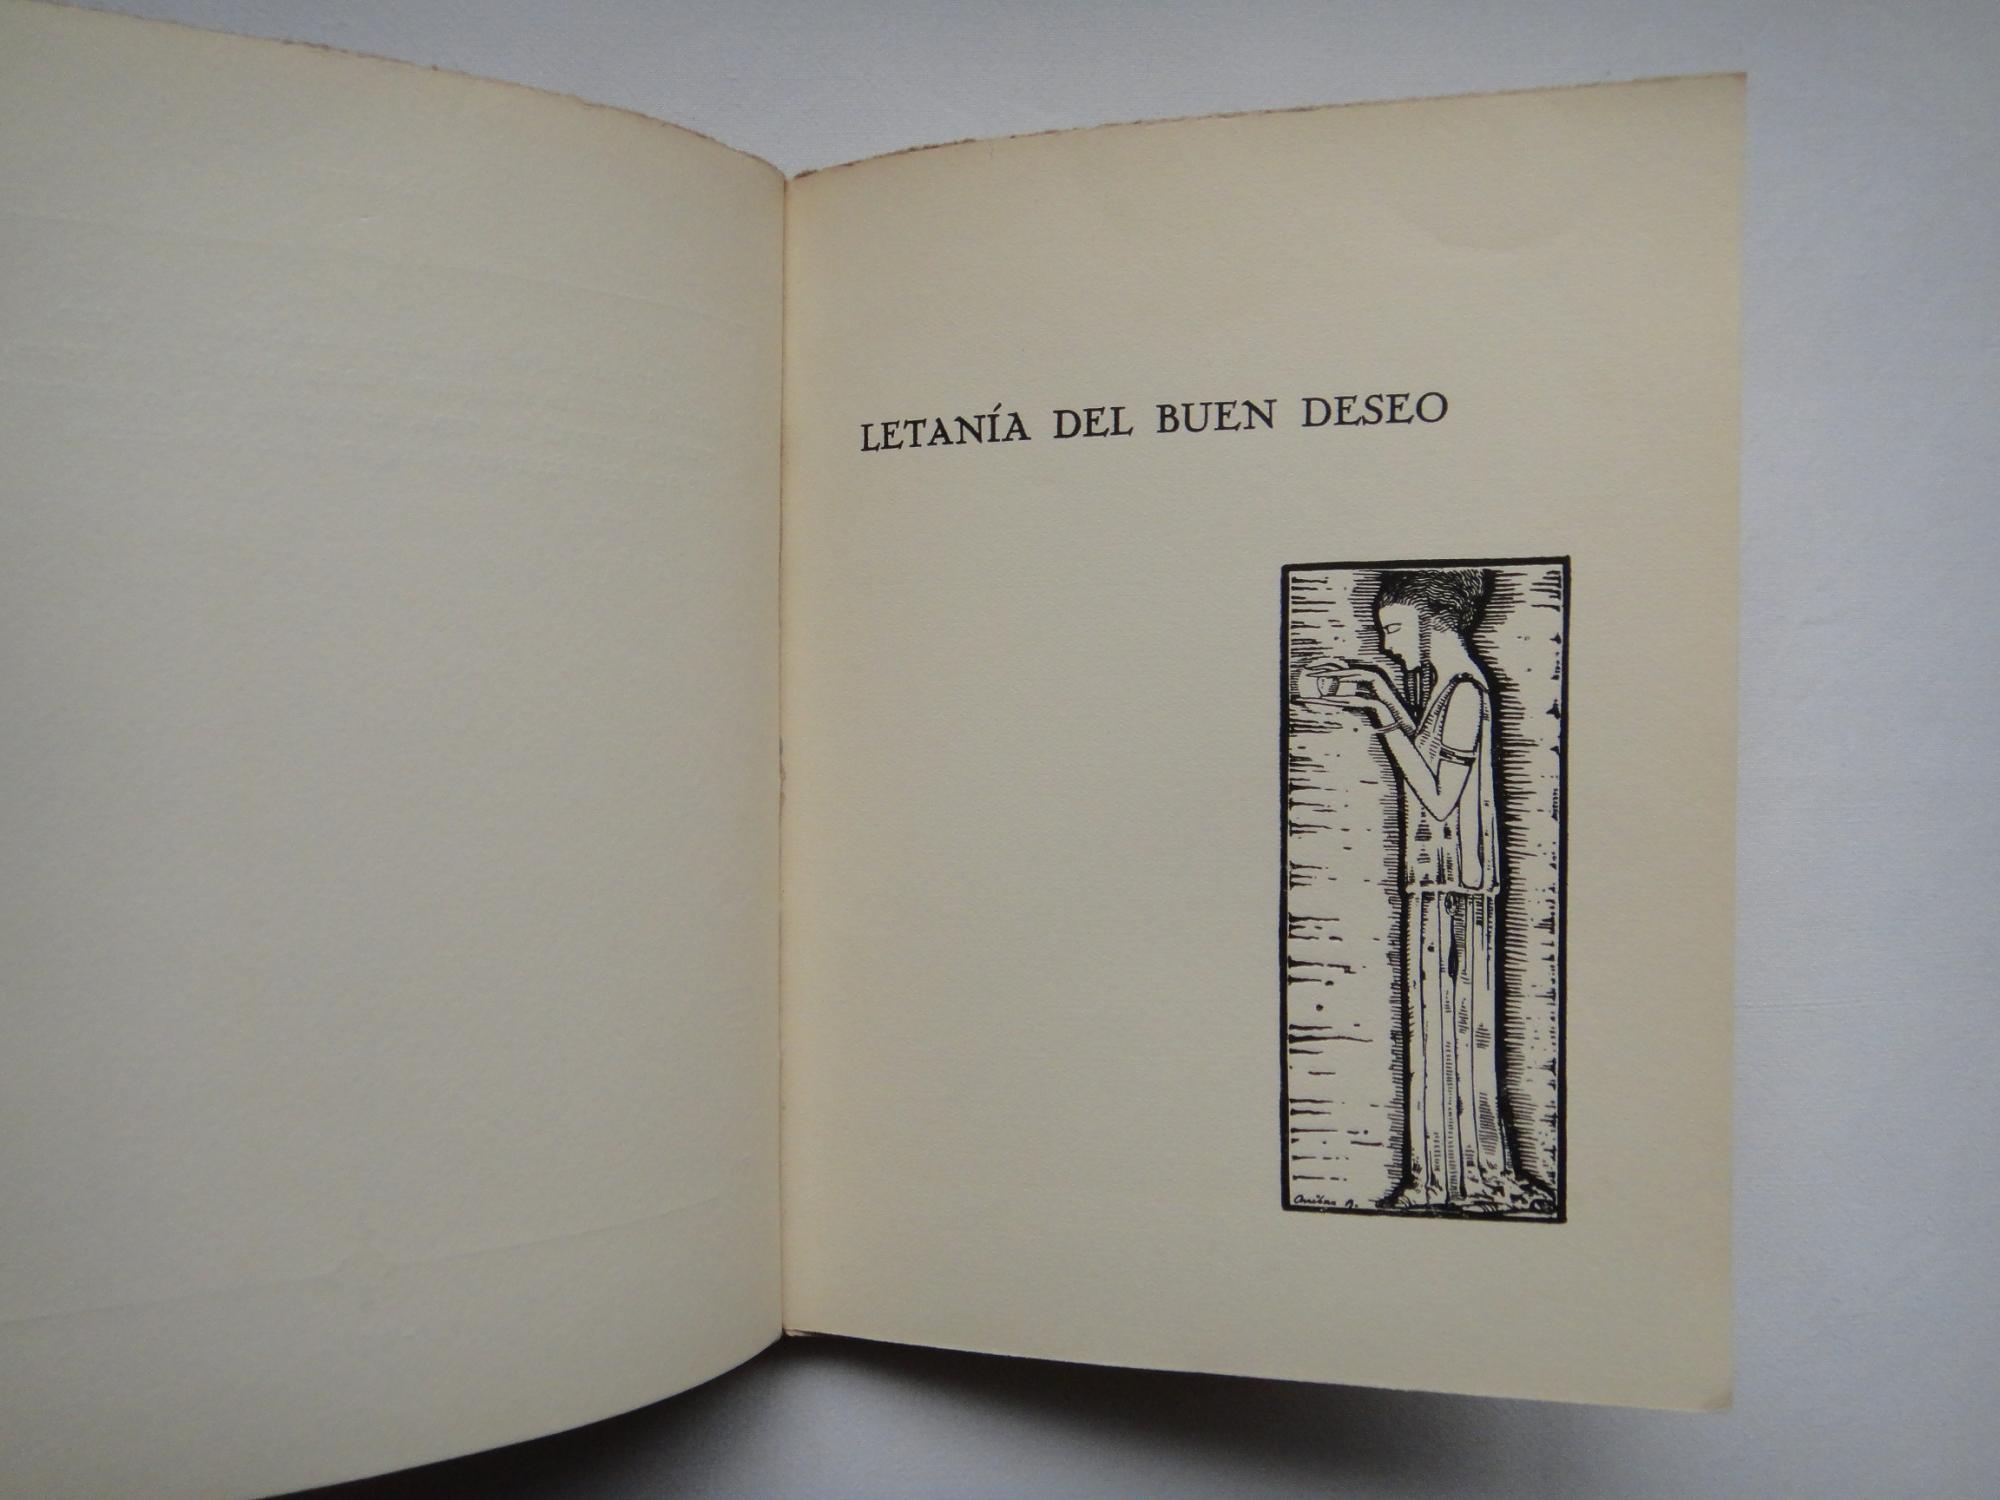 LETANÍA DEL BUEN DESEO